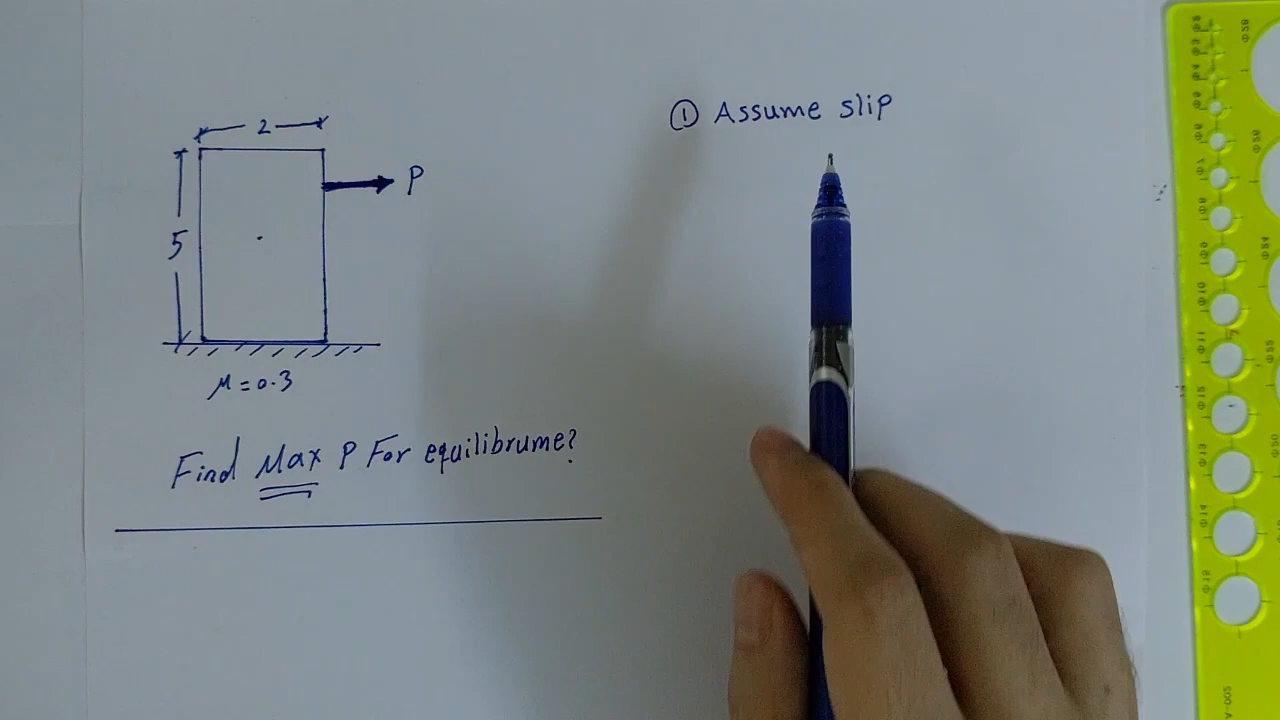 2
P
5
μ = 0.3
Find Max P For equilibrume?
① Assume slip